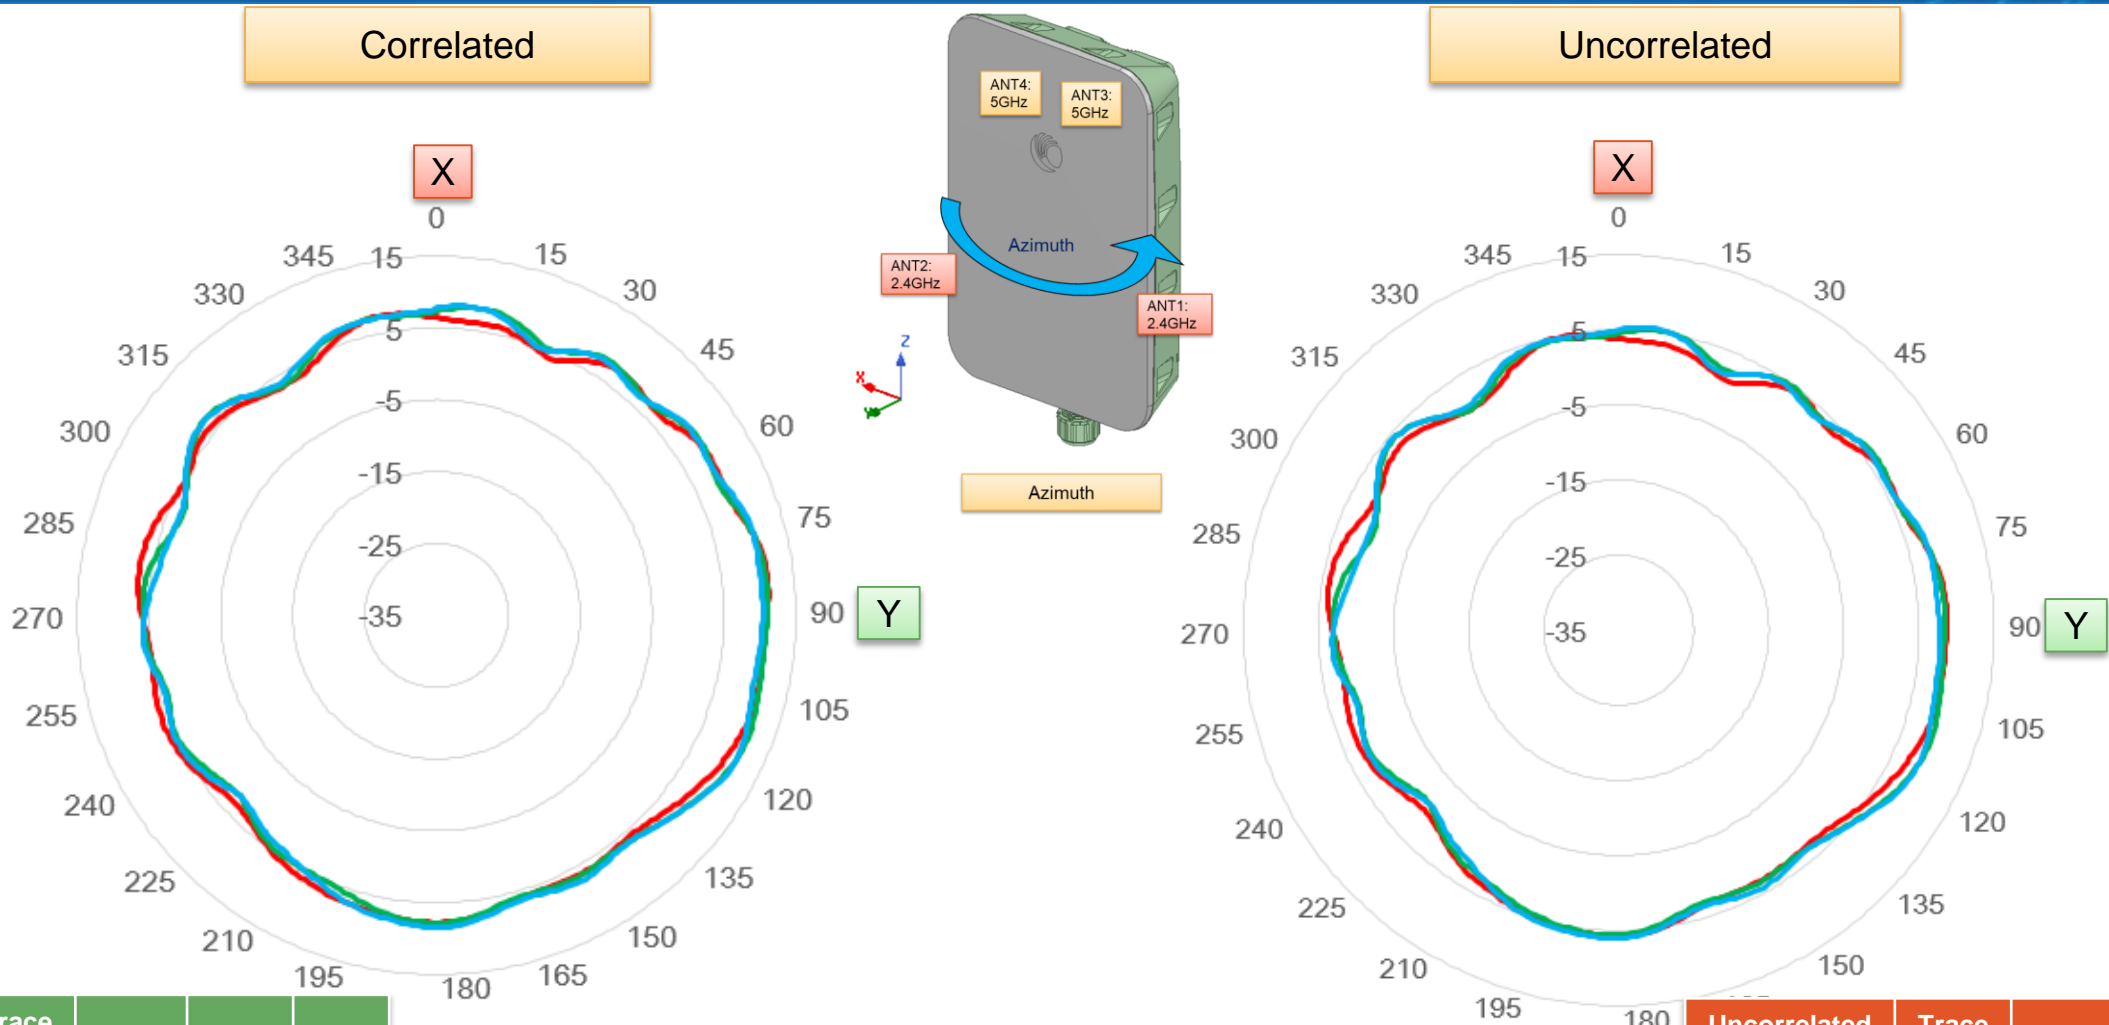 Correlated
Uncorrelated
ANT4:
5GHz
ANT3:
5GHz
Azimuth
ANT2:
2.4GHz
ANT1:
2.4GHz
Z
X
Y
Azimuth
X
0
15
30
45
60
75
90
Y
105
120
135
150
165
180
195
210
225
240
255
270
285
300
315
330
345
15
5
-5
-15
-25
-35
X
0
15
30
45
60
75
90
Y
105
120
135
150
180
195
210
225
240
255
270
285
300
315
330
345
15
5
-5
-15
-25
-35
Uncorrelated Trace